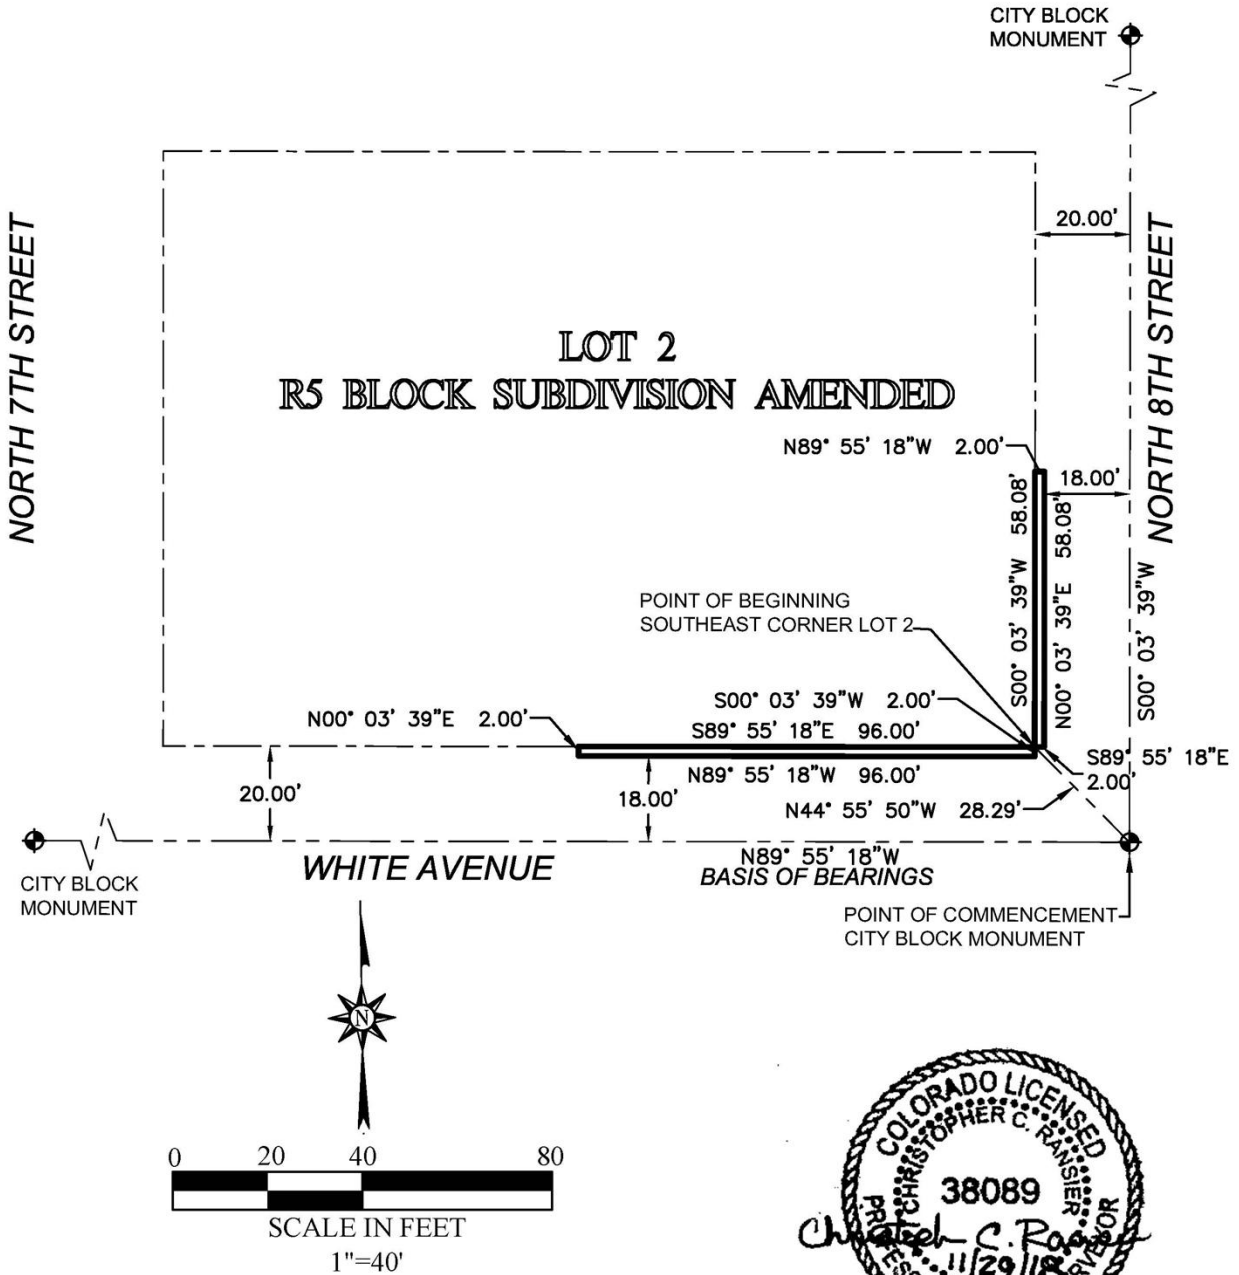 CITY BLOCK
MONUMENT
20.00'
NORTH 7TH STREET
NORTH 8TH STREET
LOT 2
R5 BLOCK SUBDIVISION AMENDED
N89° 55' 18"W 2.00'
18.00'
S00° 03' 39"W 58.08'
N00° 03' 39"E 58.08'
S00° 03' 39"W
POINT OF BEGINNING
SOUTHEAST CORNER LOT 2
S00° 03' 39"W 2.00'
N00° 03' 39"E 2.00'
S89° 55' 18"E 96.00'
S89° 55' 18"E
2.00'
N89° 55' 18"W 96.00'
20.00'
18.00'
N44° 55' 50"W 28.29'
WHITE AVENUE
N89° 55' 18"W
BASIS OF BEARINGS
CITY BLOCK
MONUMENT
POINT OF COMMENCEMENT
CITY BLOCK MONUMENT
N
0 20 40 80
SCALE IN FEET
1"=40'
COLORADO LICENSED
CHRISTOPHER C. RANSIER
38089
11/29/18